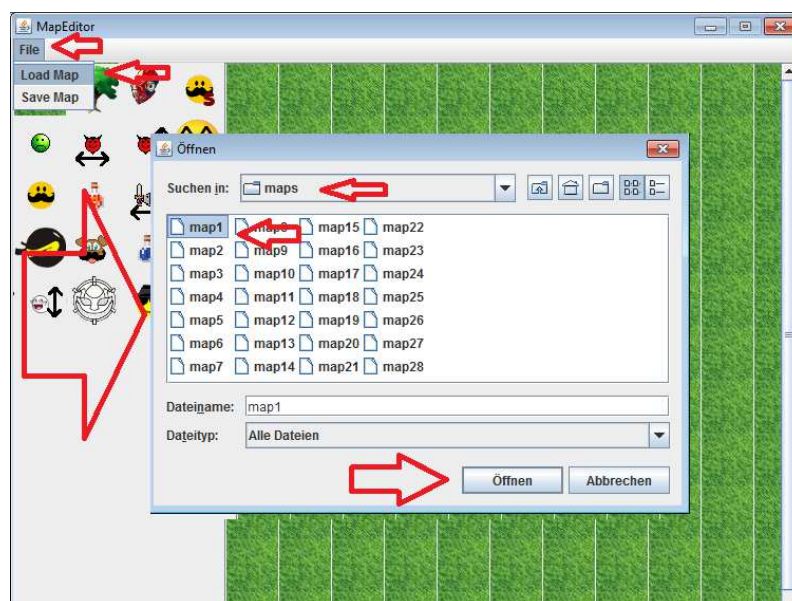 MapEditor
File
Load Map
Save Map
Öffnen
Suchen in:
maps
map1 map15 map22
map2 map9 map16 map23
map3 map10 map17 map24
map4 map11 map18 map25
map5 map12 map19 map26
map6 map13 map20 map27
map7 map14 map21 map28
Dateiname: map1
Dateityp: Alle Dateien
Öffnen Abbrechen